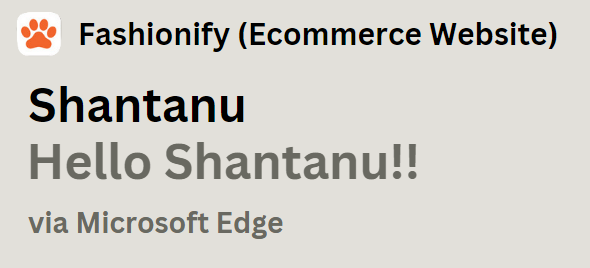 Fashionify (Ecommerce Website)
Shantanu
Hello Shantanu!!
via Microsoft Edge